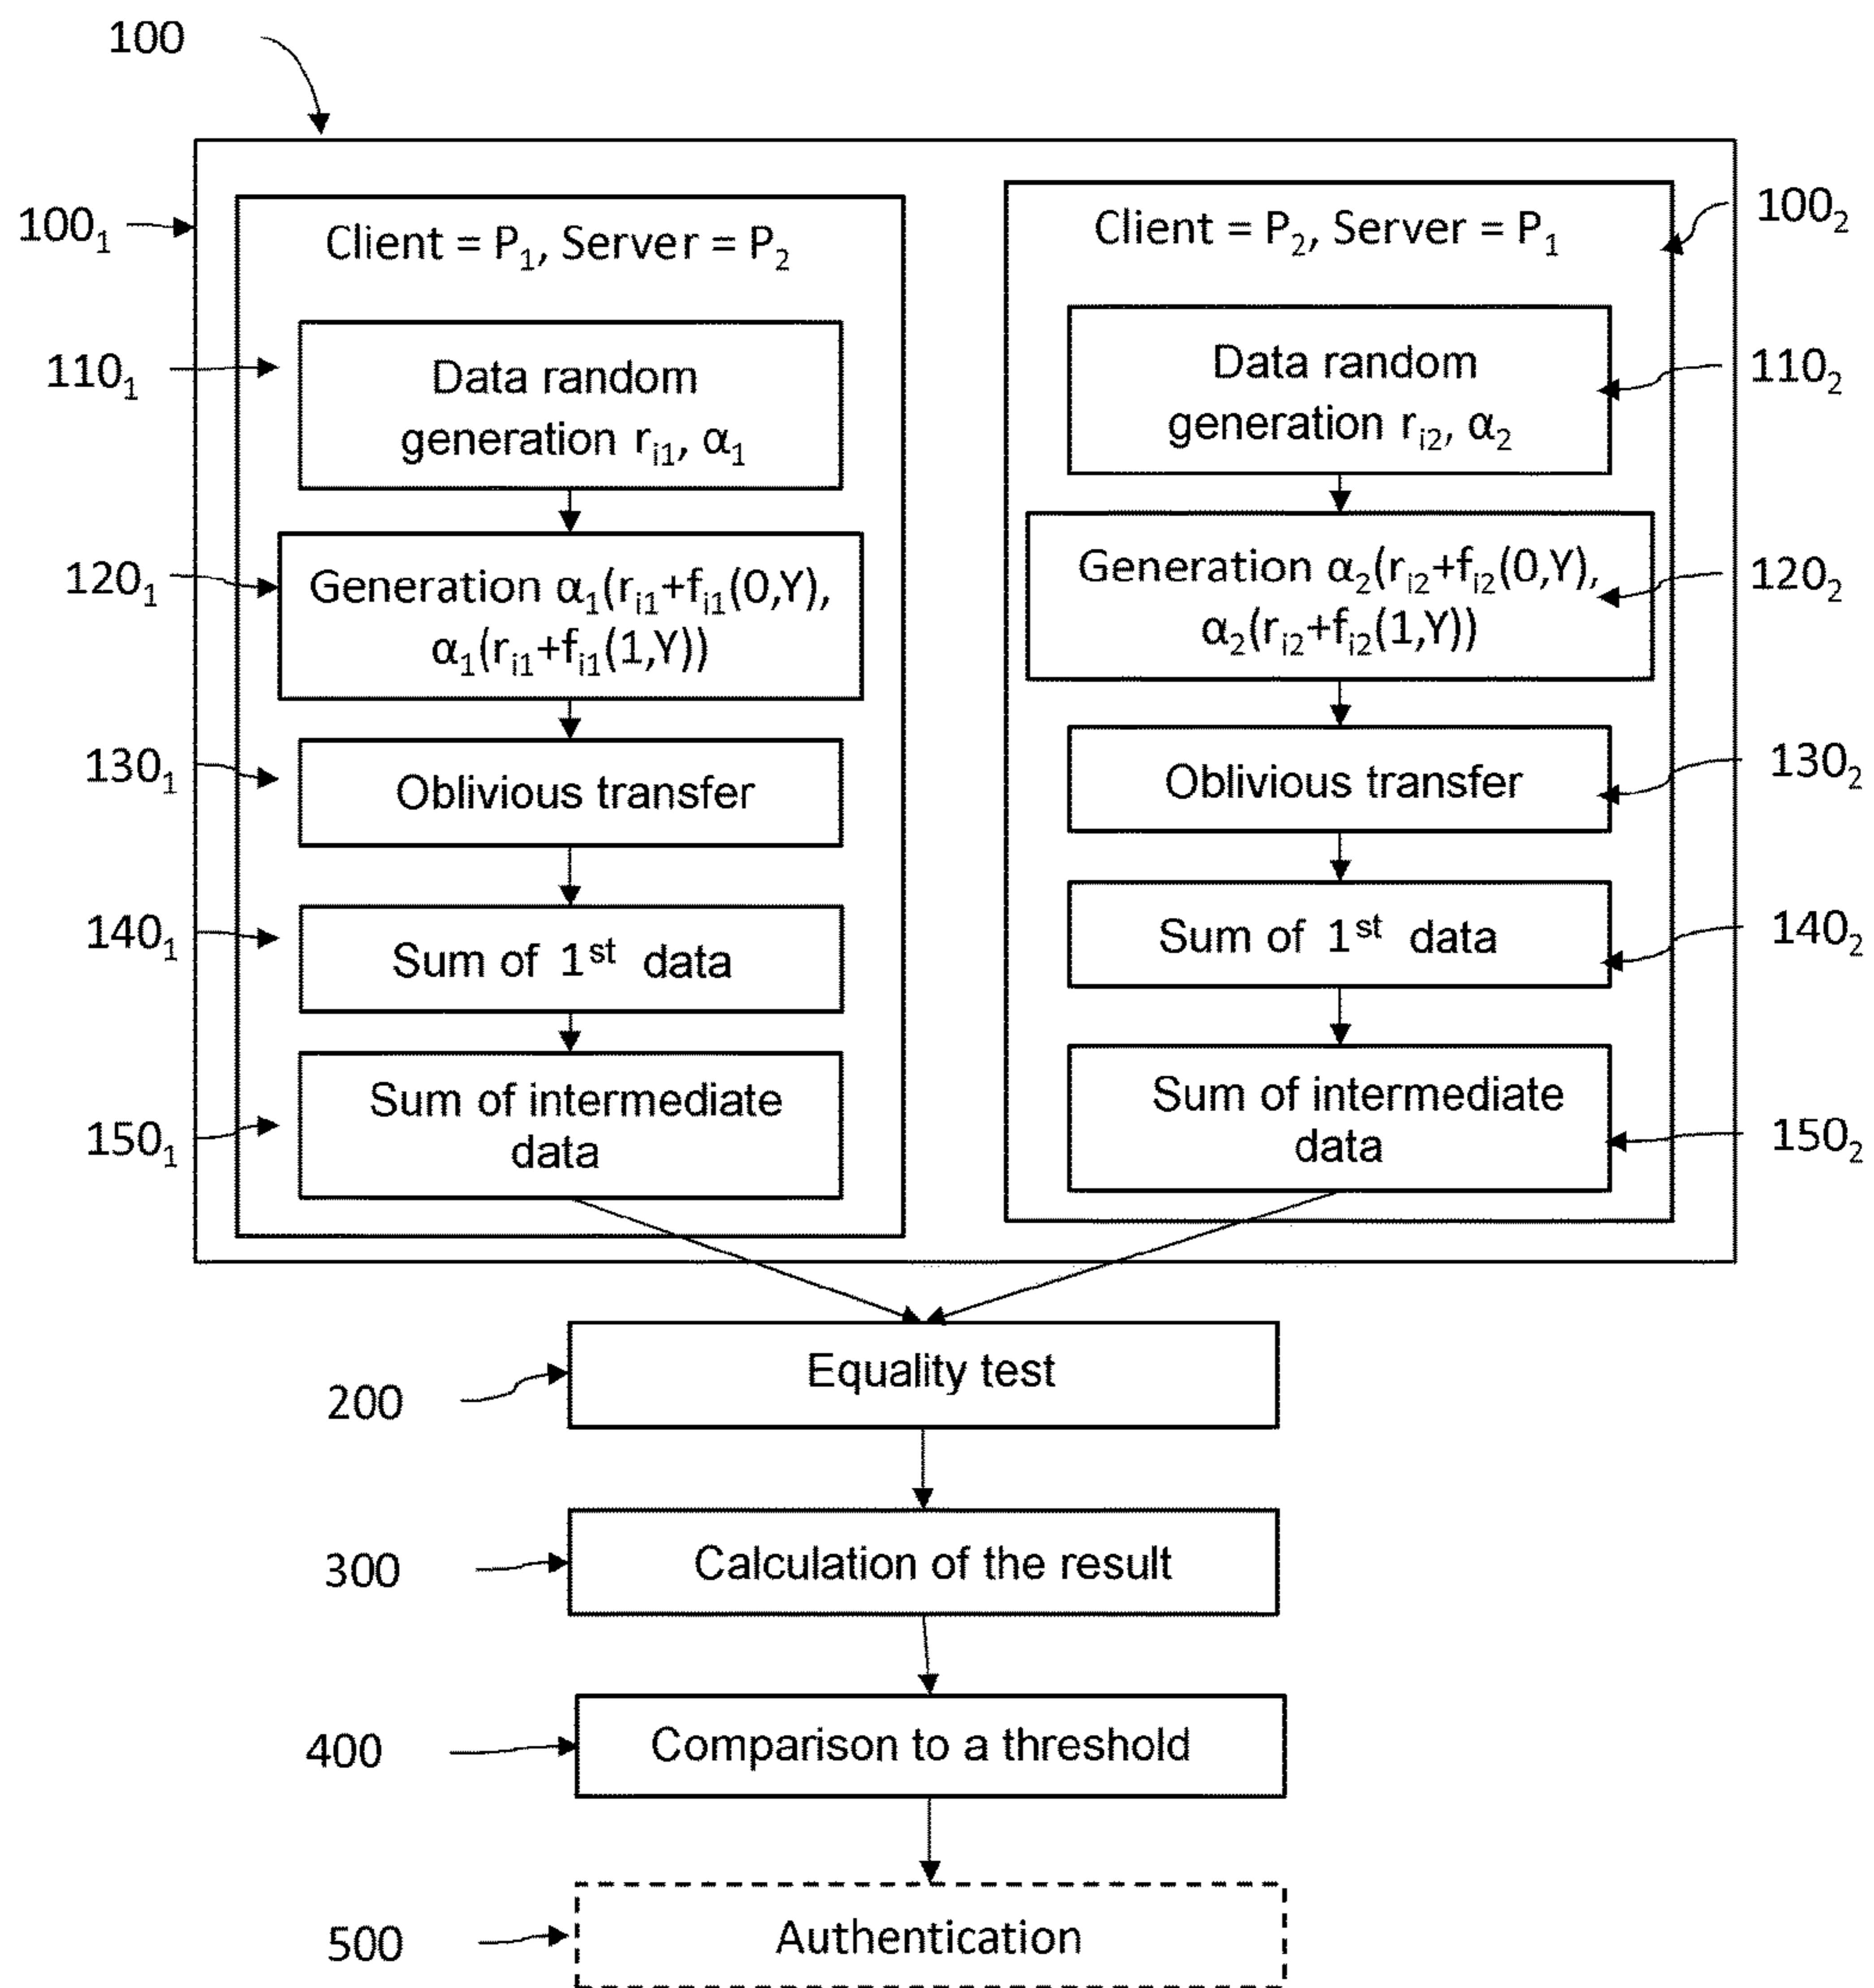 100
100₁
Client = P₁, Server = P₂
110₁
Data random
generation rᵢ₁, α₁
120₁
Generation α₁(rᵢ₁+fᵢ₁(0,Y),
α₁(rᵢ₁+fᵢ₁(1,Y))
130₁
Oblivious transfer
140₁
Sum of 1ˢᵗ data
150₁
Sum of intermediate
data
Client = P₂, Server = P₁
100₂
Data random
generation rᵢ₂, α₂
110₂
Generation α₂(rᵢ₂+fᵢ₂(0,Y),
α₂(rᵢ₂+fᵢ₂(1,Y))
120₂
Oblivious transfer
130₂
Sum of 1ˢᵗ data
140₂
Sum of intermediate
data
150₂
200
Equality test
300
Calculation of the result
400
Comparison to a threshold
500
Authentication